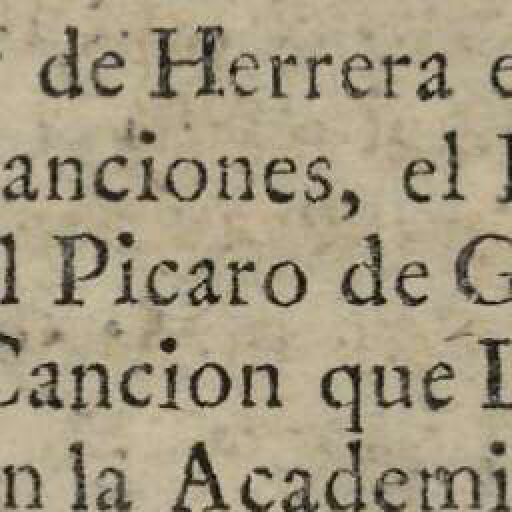 de Herrera e
anciones, el
l Picaro de G
Cancion que
n la Academi